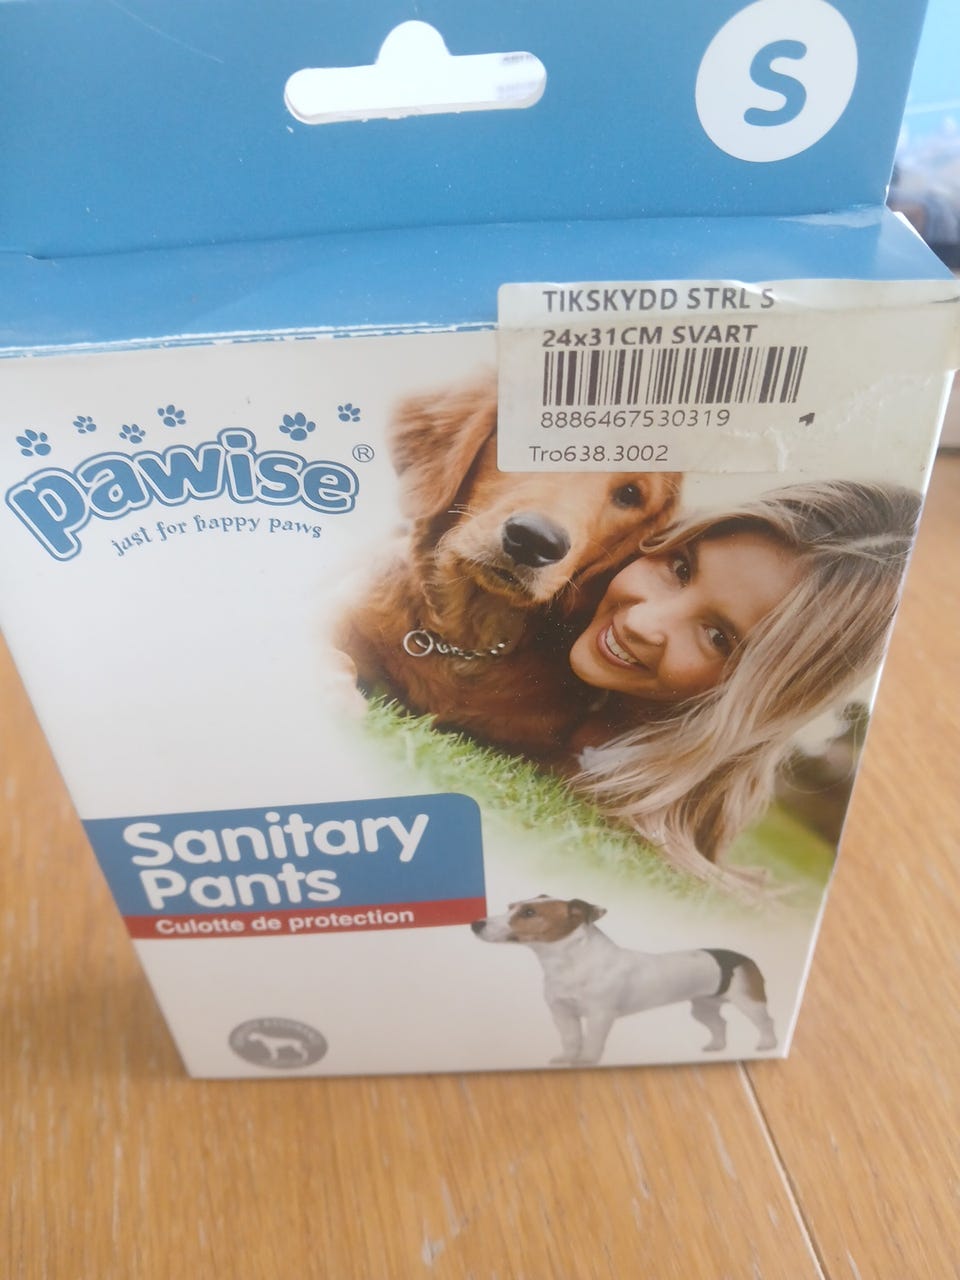 S
TIKSKYDD STRL S
24x31CM SVART
8886467530319
Tro638.3002
pawise®
just for happy paws
Sanitary
Pants
Culotte de protection